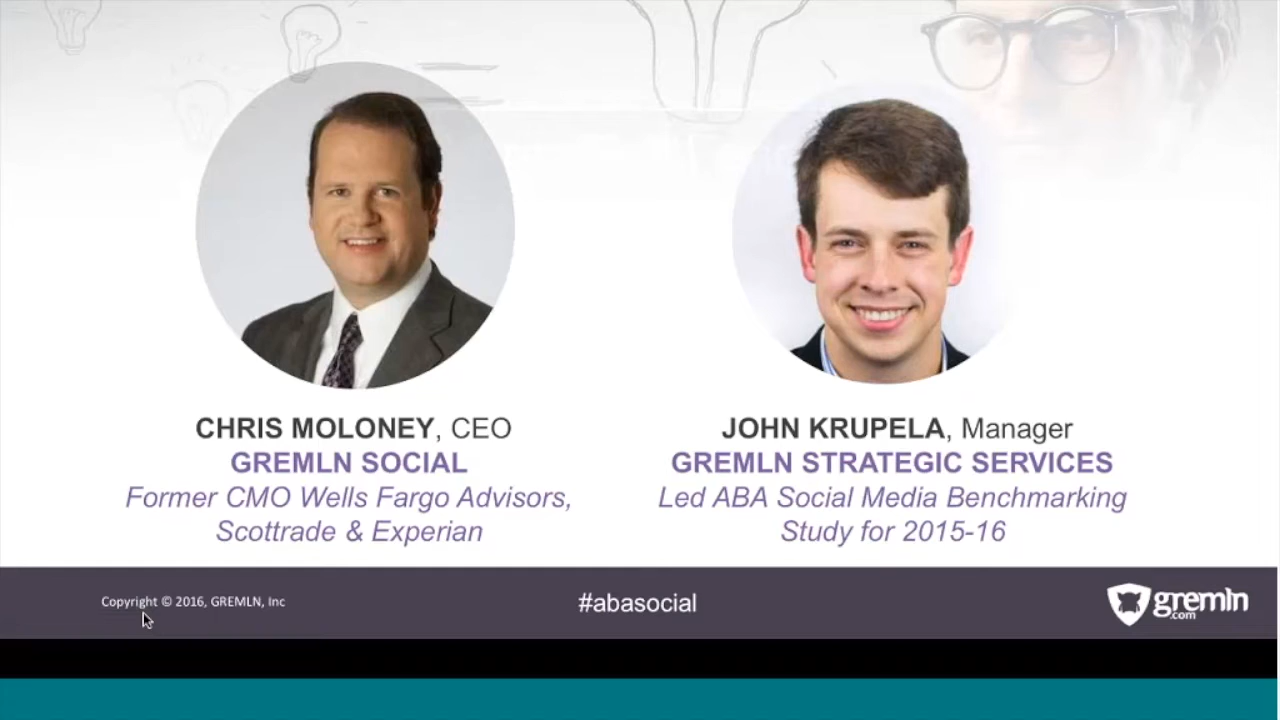 CHRIS MOLONEY, CEO
GREMLN SOCIAL
Former CMO Wells Fargo Advisors,
Scottrade & Experian
JOHN KRUPELA, Manager
GREMLN STRATEGIC SERVICES
Led ABA Social Media Benchmarking
Study for 2015-16
Copyright © 2016, GREMLN, Inc
#abasocial
gremln
.com